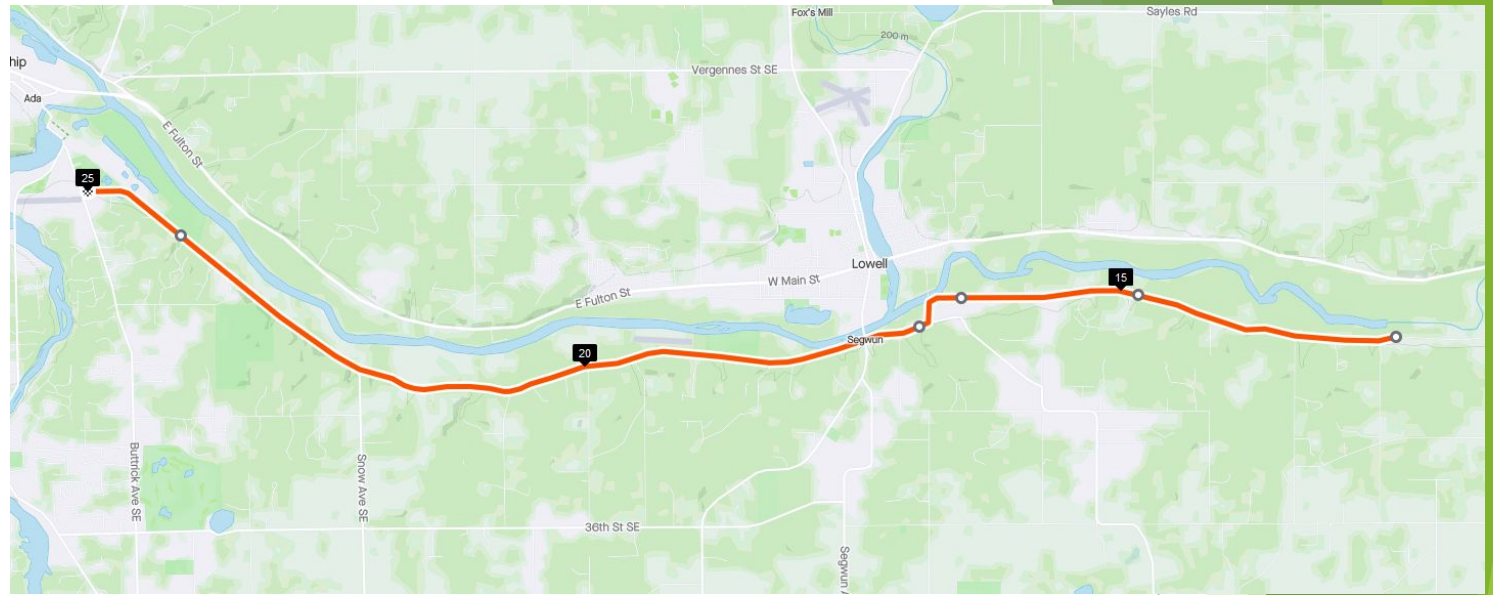 Fox's Mill
Sayles Rd
200 m
hip
Vergennes St SE
Ada
E Fulton St
25
Lowell
W Main St
15
E Fulton St
Segwun
20
Buttrick Ave SE
Snow Ave SE
36th St SE
Segwun A